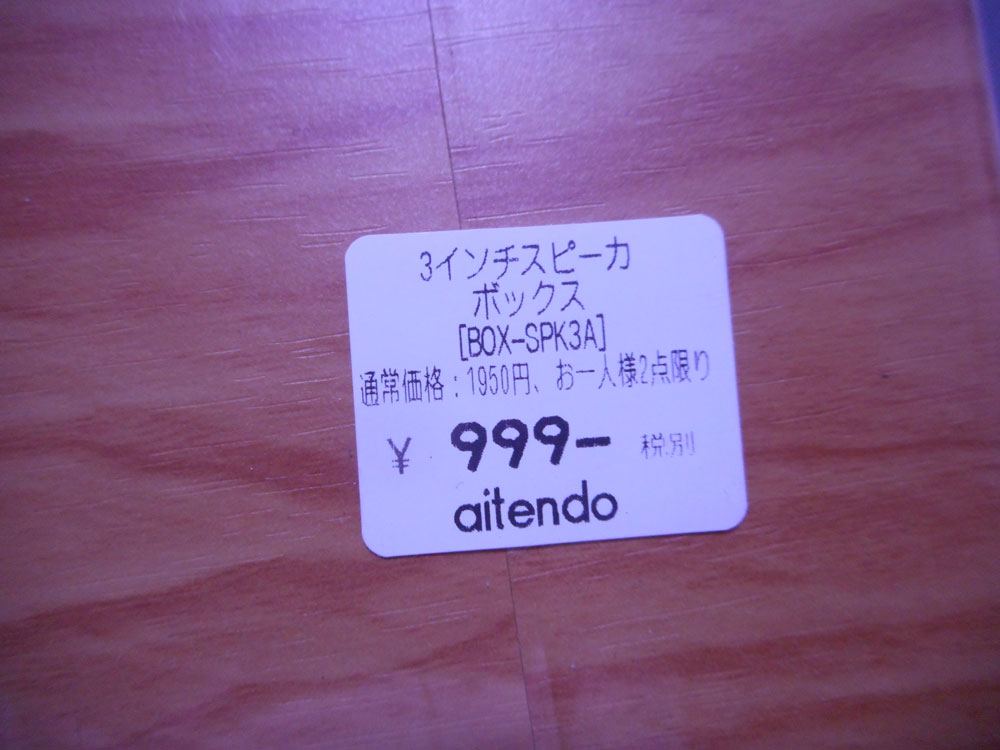 3インチスピーカ
ボックス
[BOX-SPK3A]
通常価格:1950円、お一人様2点限り
¥ 999- 税別
aitendo